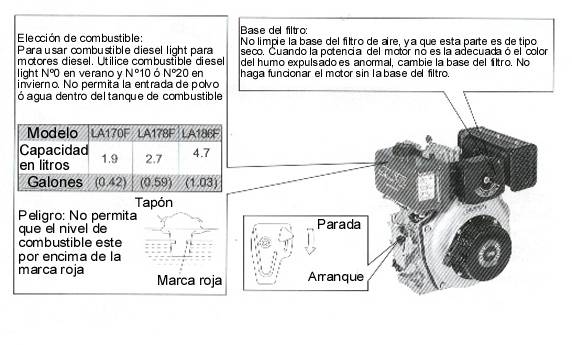 Elección de combustible:
Para usar combustible diesel light para
motores diesel. Utilice combustible diesel
light Nº0 en verano y Nº10 ó Nº20 en
invierno. No permita la entrada de polvo
ó agua dentro del tanque de combustible
Modelo LA170F LA178F LA186F
Capacidad en litros 1.9 2.7 4.7
Galones (0.42) (0.59) (1.03)
Peligro: No permita
que el nivel de
combustible este
por encima de la
marca roja
Tapón
Marca roja
Base del filtro:
No limpie la base del filtro de aire, ya que esta parte es de tipo
seco. Cuando la potencia del motor no es la adecuada ó el color
del humo expulsado es anormal, cambie la base del filtro. No
haga funcionar el motor sin la base del filtro.
Parada
Arranque